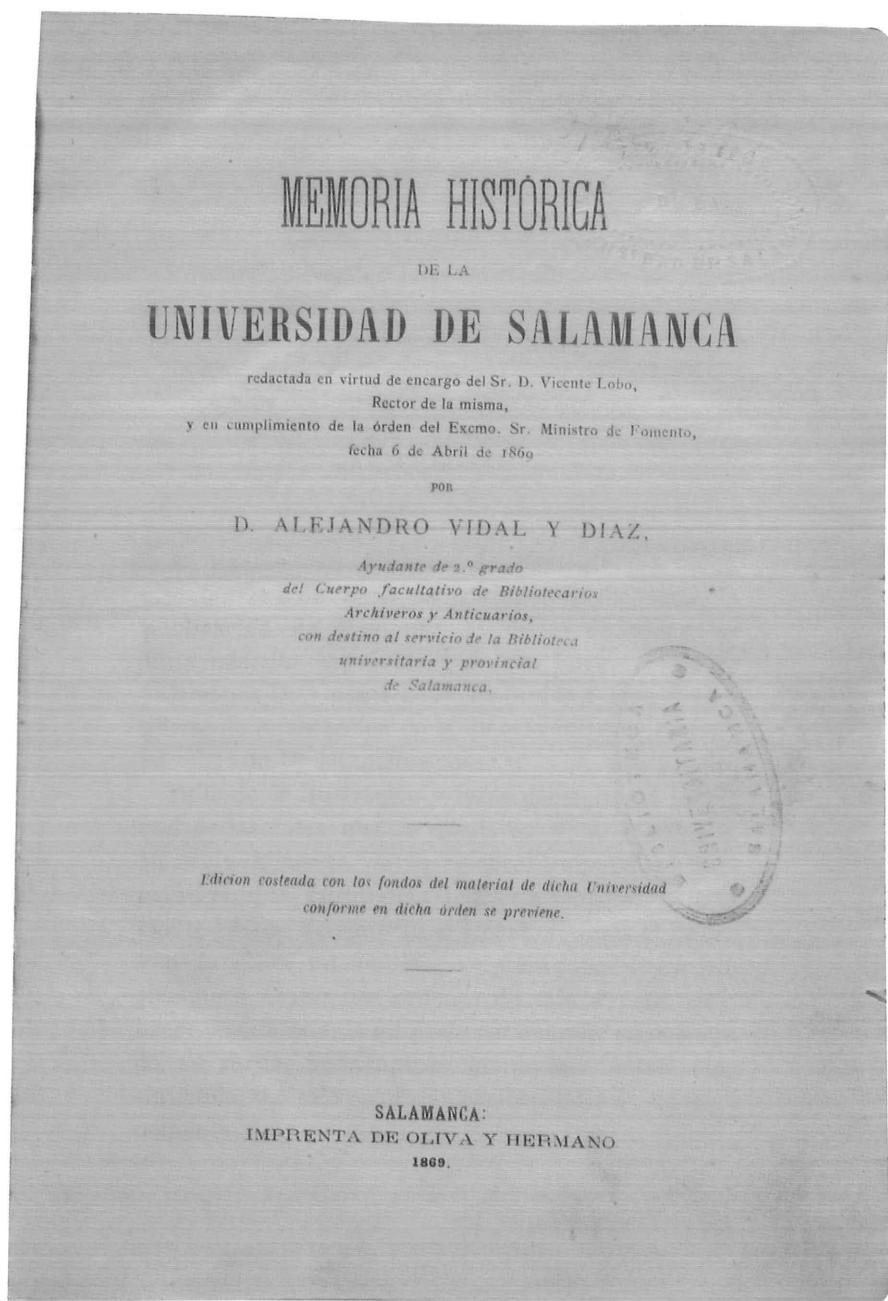 MEMORIA HISTÓRICA
DE LA
UNIVERSIDAD DE SALAMANCA
redactada en virtud de encargo del Sr. D. Vicente Lobo,
Rector de la misma,
y en cumplimiento de la órden del Excmo. Sr. Ministro de Fomento,
fecha 6 de Abril de 1869
POR
D. ALEJANDRO VIDAL Y DIAZ,
Ayudante de 2.º grado
del Cuerpo facultativo de Bibliotecarios
Archiveros y Anticuarios,
con destino al servicio de la Biblioteca
universitaria y provincial
de Salamanca.
Edicion costeada con los fondos del material de dicha Universidad
conforme en dicha órden se previene.
SALAMANCA:
IMPRENTA DE OLIVA Y HERMANO
1869.